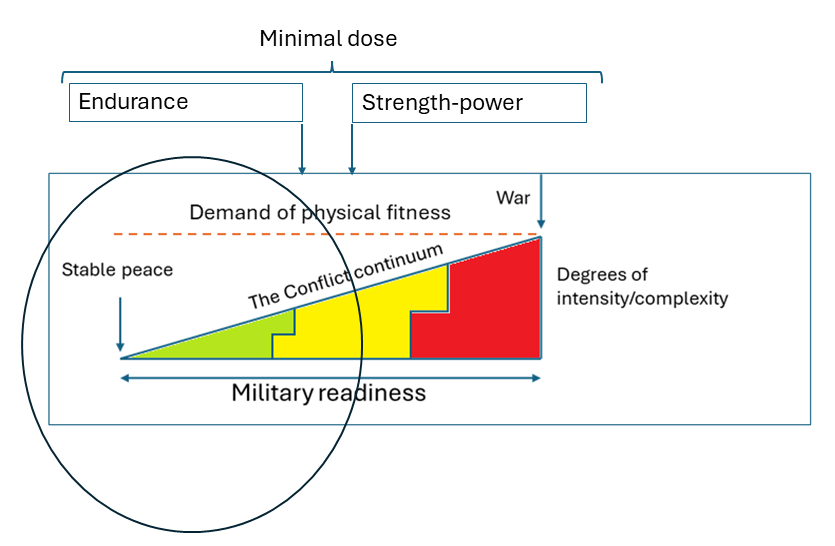 Minimal dose
Endurance
Strength-power
War
Demand of physical fitness
The Conflict continuum
Stable peace
Degrees of
intensity/complexity
Military readiness